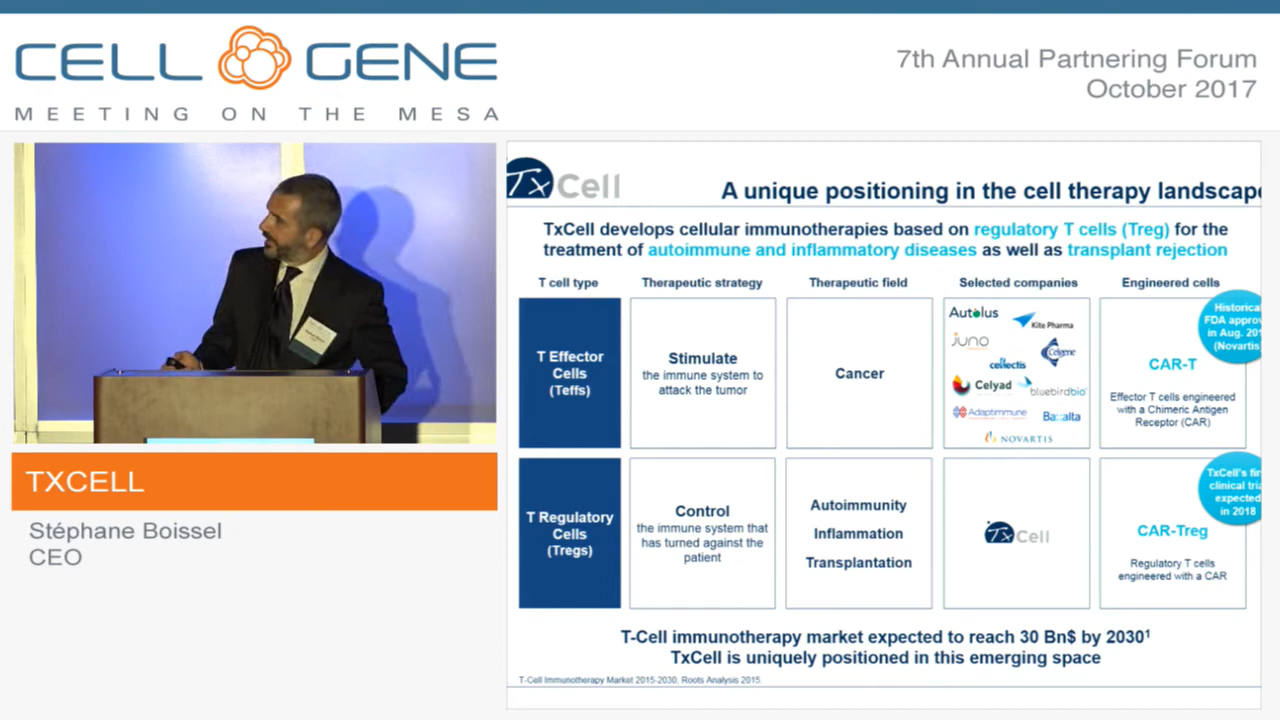 CELL GENE
MEETING ON THE MESA
7th Annual Partnering Forum
October 2017
TxCell
A unique positioning in the cell therapy landscape
TxCell develops cellular immunotherapies based on regulatory T cells (Treg) for the
treatment of autoimmune and inflammatory diseases as well as transplant rejection
T cell type
Therapeutic strategy
Therapeutic field
Selected companies
Engineered cells
T Effector
Cells
(Teffs)
Stimulate
the immune system to
attack the tumor
Cancer
Autolus
Kite Pharma
JUNO
Celgene
cellectis
Celyad
bluebirdbio
Adaptimmune
Baxalta
NOVARTIS
Historical
FDA approv
in Aug. 201
(Novartis
CAR-T
Effector T cells engineered
with a Chimeric Antigen
Receptor (CAR)
T Regulatory
Cells
(Tregs)
Control
the immune system that
has turned against the
patient
Autoimmunity
Inflammation
Transplantation
TxCell
TxCell's fir
clinical tria
expected
in 2018
CAR-Treg
Regulatory T cells
engineered with a CAR
T-Cell immunotherapy market expected to reach 30 Bn$ by 2030¹
TxCell is uniquely positioned in this emerging space
T-Cell Immunotherapy Market 2015-2030, Roots Analysis 2015.
TXCELL
Stéphane Boissel
CEO